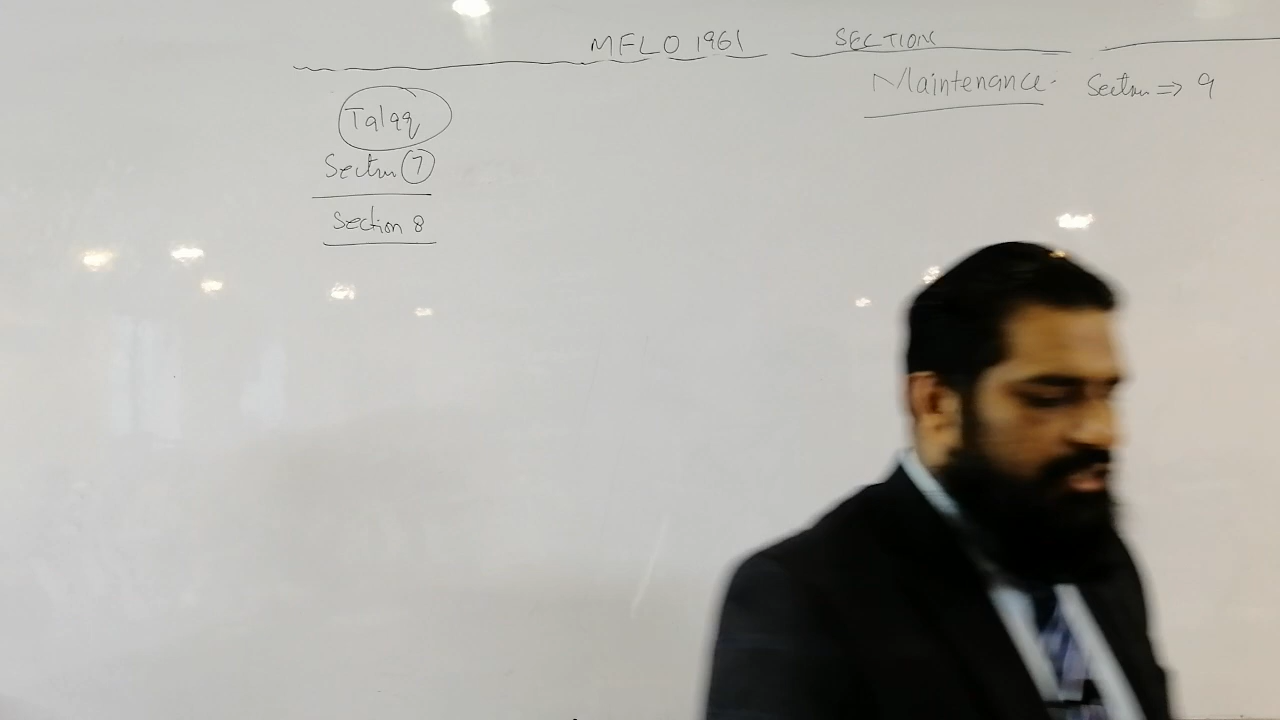 MFLO 1961 SECTION
Talaq
Section 7
Section 8
Maintenance. Section => 9